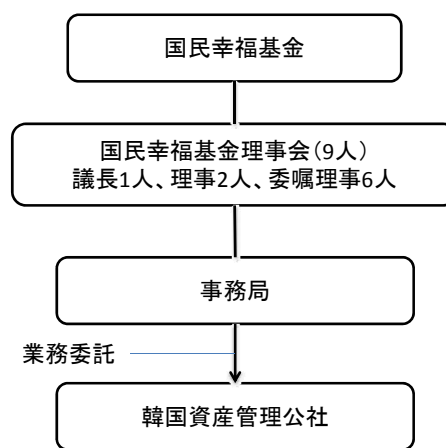 国民幸福基金
国民幸福基金理事会(9人)
議長1人、理事2人、委嘱理事6人
事務局
業務委託
韓国資産管理公社